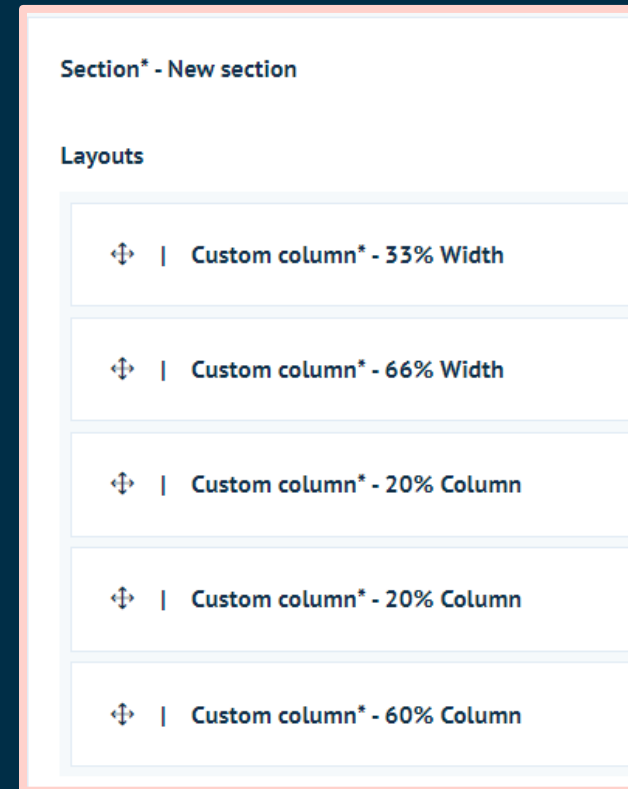 Section* - New section
Layouts
| Custom column* - 33% Width
| Custom column* - 66% Width
| Custom column* - 20% Column
| Custom column* - 20% Column
| Custom column* - 60% Column